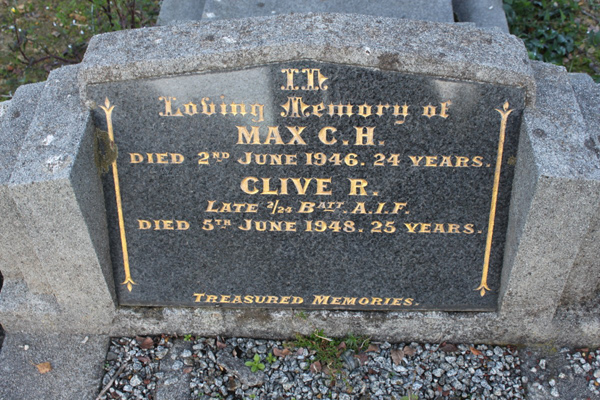 In
Loving Memory of
MAX C. H.
DIED 2ND JUNE 1946. 24 YEARS.
CLIVE R.
LATE 2/24 BATT. A.I.F.
DIED 5TH JUNE 1948. 25 YEARS.
TREASURED MEMORIES.